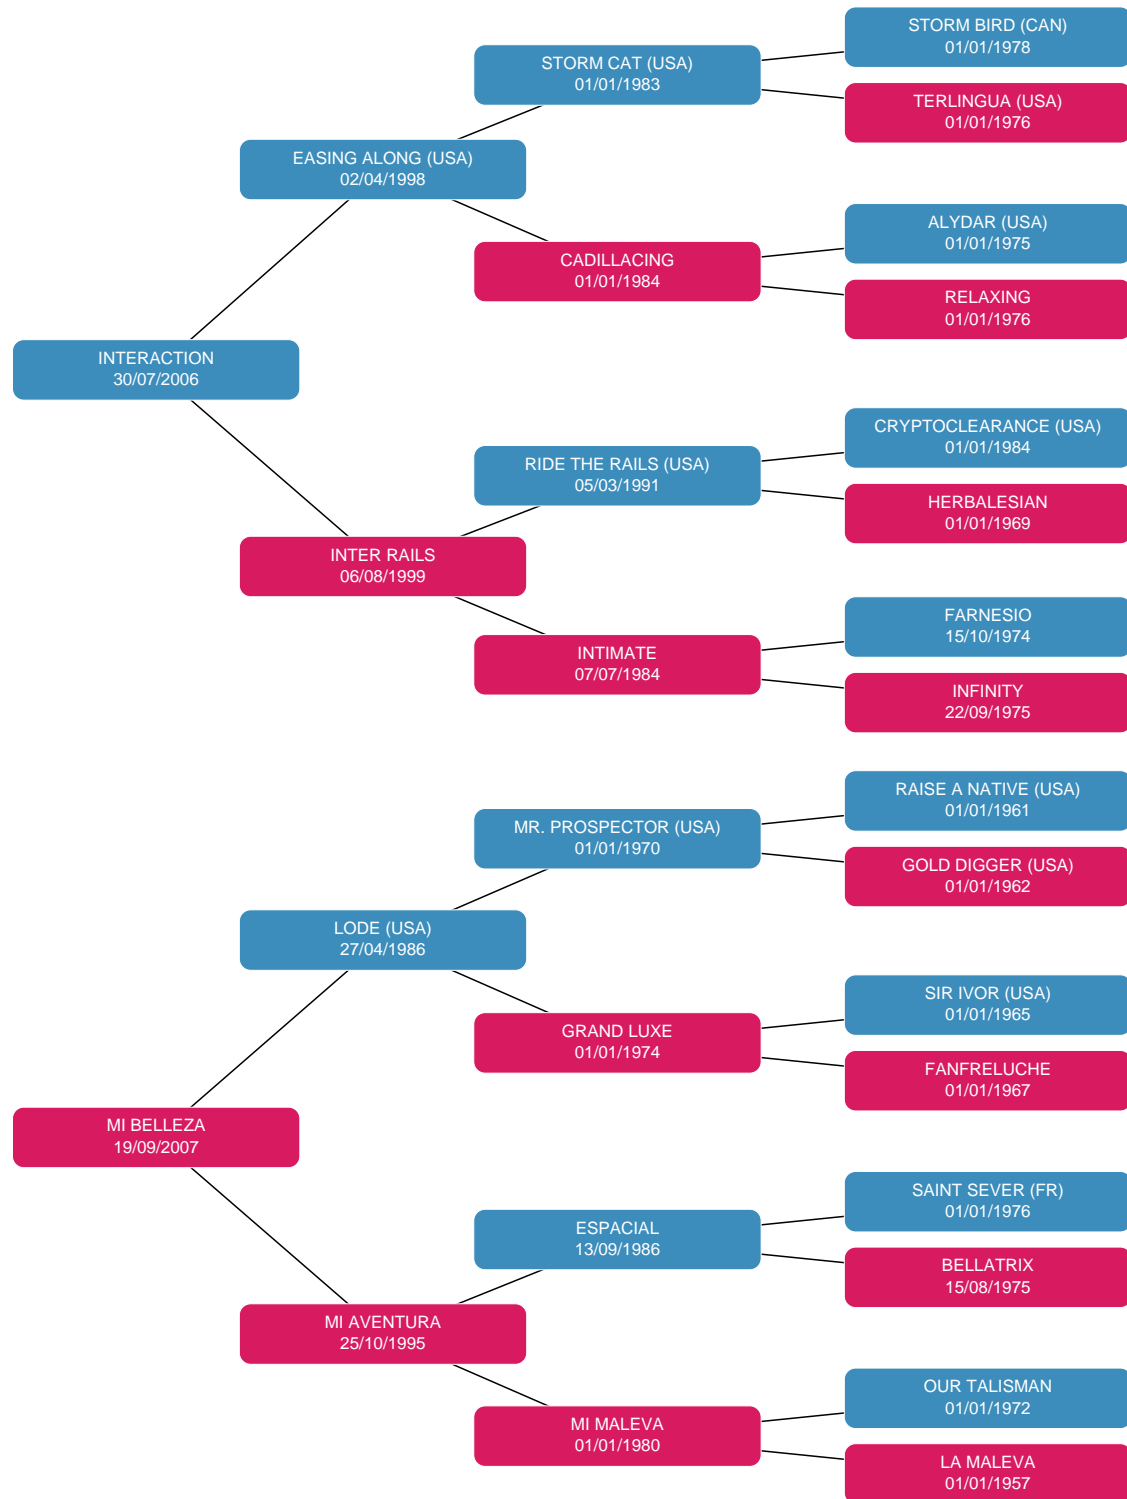 STORM BIRD (CAN)
01/01/1978
STORM CAT (USA)
01/01/1983
TERLINGUA (USA)
01/01/1976
EASING ALONG (USA)
02/04/1998
ALYDAR (USA)
01/01/1975
CADILLACING
01/01/1984
RELAXING
01/01/1976
INTERACTION
30/07/2006
CRYPTOCLEARANCE (USA)
01/01/1984
RIDE THE RAILS (USA)
05/03/1991
HERBALESIAN
01/01/1969
INTER RAILS
06/08/1999
FARNESIO
15/10/1974
INTIMATE
07/07/1984
INFINITY
22/09/1975
RAISE A NATIVE (USA)
01/01/1961
MR. PROSPECTOR (USA)
01/01/1970
GOLD DIGGER (USA)
01/01/1962
LODE (USA)
27/04/1986
SIR IVOR (USA)
01/01/1965
GRAND LUXE
01/01/1974
FANFRELUCHE
01/01/1967
MI BELLEZA
19/09/2007
SAINT SEVER (FR)
01/01/1976
ESPACIAL
13/09/1986
BELLATRIX
15/08/1975
MI AVENTURA
25/10/1995
OUR TALISMAN
01/01/1972
MI MALEVA
01/01/1980
LA MALEVA
01/01/1957